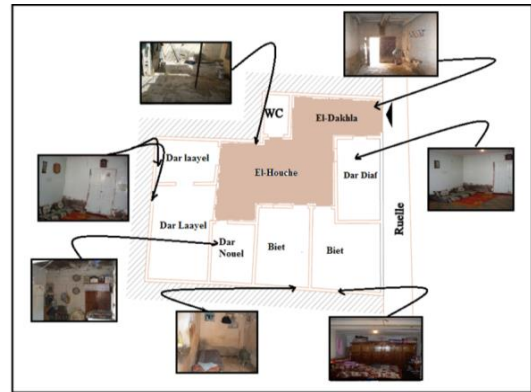 WC
El-Dakhla
Dar laayel
El-Houche
Dar Diaf
Ruelle
Dar Laayel
Dar
Nouel
Biet
Biet